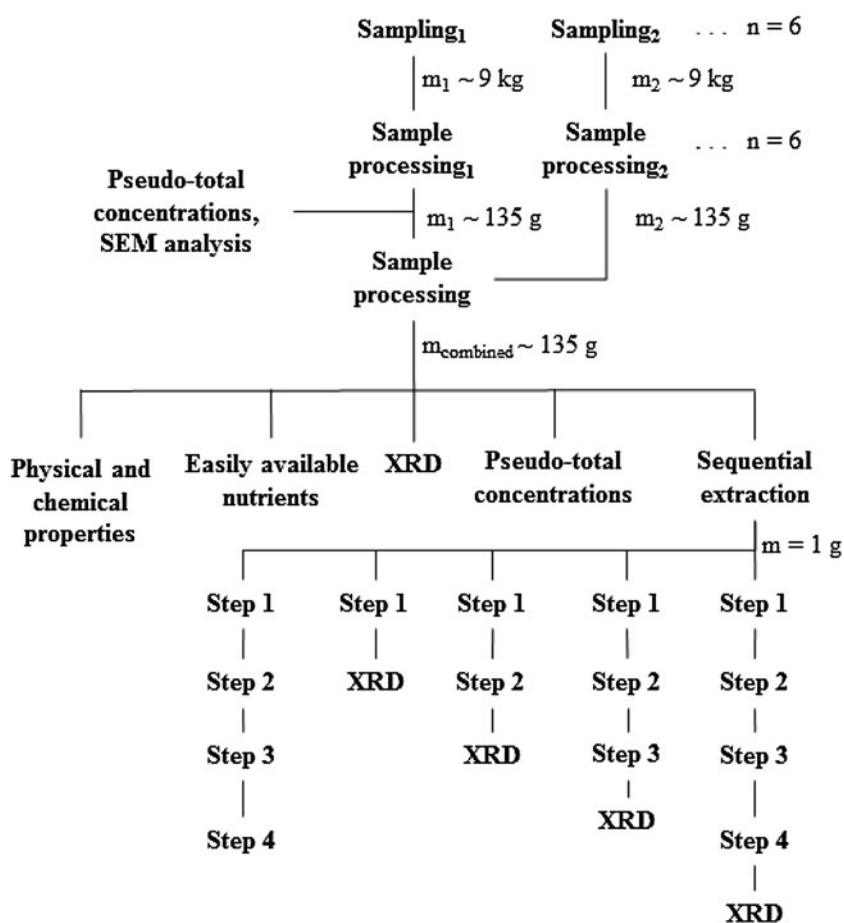 Sampling₁ Sampling₂ . . . n = 6
m₁ ~ 9 kg m₂ ~ 9 kg
Sample processing₁ Sample processing₂ . . . n = 6
Pseudo-total
concentrations,
SEM analysis
m₁ ~ 135 g m₂ ~ 135 g
Sample
processing
m_combined ~ 135 g
Physical and
chemical
properties
Easily available
nutrients
XRD
Pseudo-total
concentrations
Sequential
extraction
m = 1 g
Step 1 Step 1 Step 1 Step 1 Step 1
Step 2 XRD Step 2 Step 2 Step 2
Step 3 XRD Step 3 Step 3
XRD
Step 4 Step 4
XRD